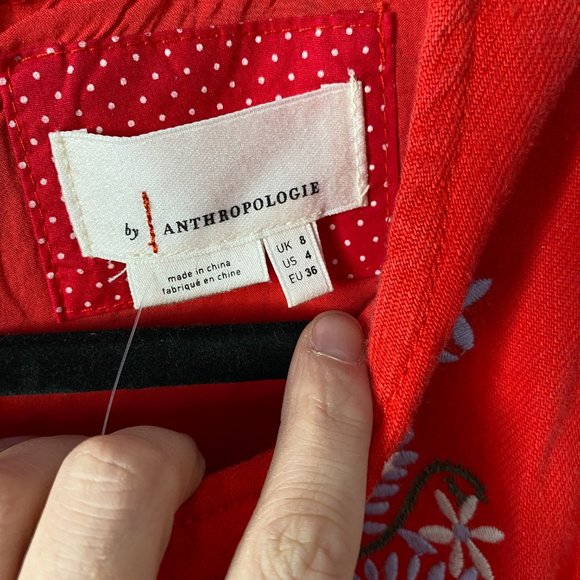 by ANTHROPOLOGIE
made in china
fabriqué en chine
UK 8
US 4
EU 36